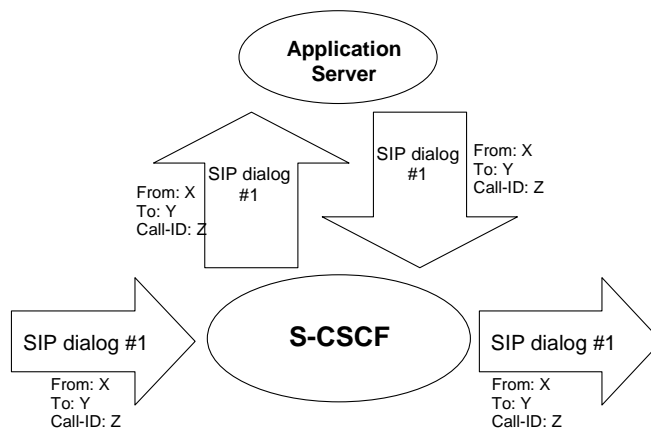 Application
Server
SIP dialog
#1
From: X
To: Y
Call-ID: Z
SIP dialog
#1
From: X
To: Y
Call-ID: Z
SIP dialog #1
From: X
To: Y
Call-ID: Z
S-CSCF
SIP dialog #1
From: X
To: Y
Call-ID: Z